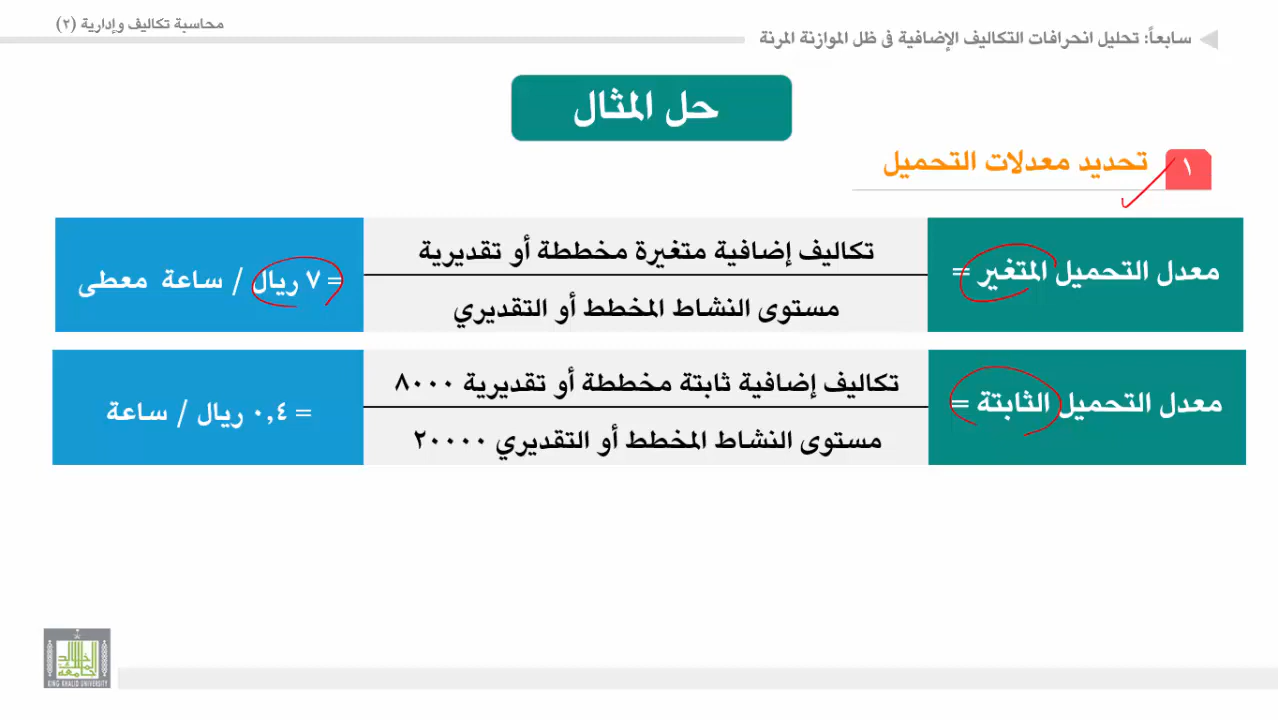 محاسبة تكاليف وإدارية (٢)
سابعاً: تحليل انحرافات التكاليف الإضافية فى ظل الموازنة المرنة
حل المثال
١ تحديد معدلات التحميل
معدل التحميل المتغير =
تكاليف إضافية متغيرة مخططة أو تقديرية
مستوى النشاط المخطط أو التقديري
= ٧ ريال / ساعة معطى
معدل التحميل الثابتة =
تكاليف إضافية ثابتة مخططة أو تقديرية ٨٠٠٠
مستوى النشاط المخطط أو التقديري ٢٠٠٠٠
= ٠,٤ ريال / ساعة
KING KHALID UNIVERSITY